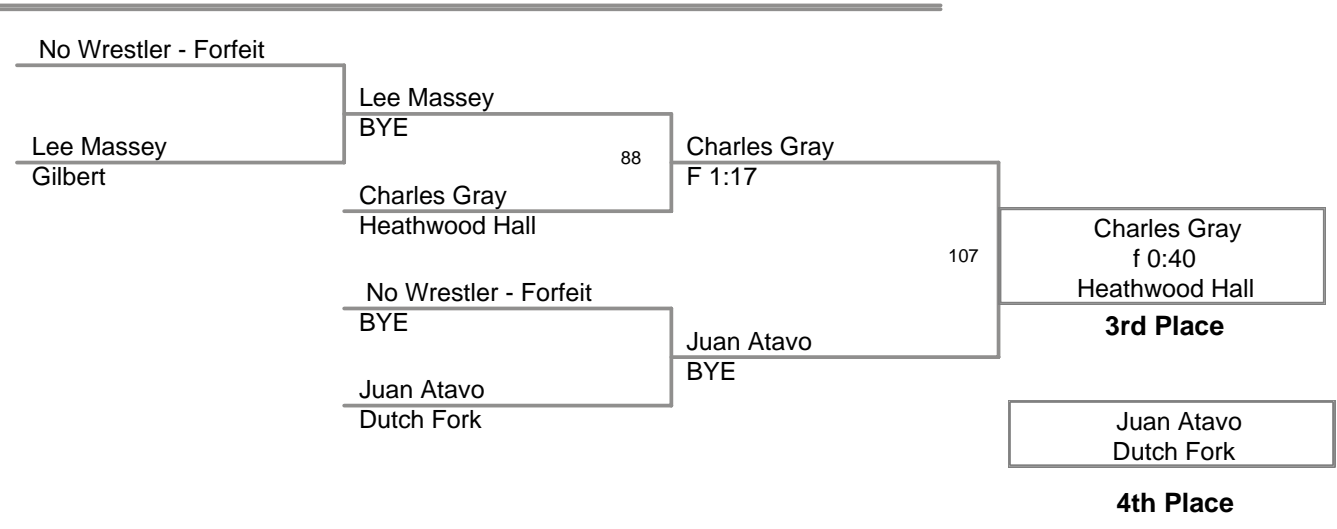 No Wrestler - Forfeit
Lee Massey
BYE
Lee Massey
Gilbert
88
Charles Gray
F 1:17
Charles Gray
Heathwood Hall
107
Charles Gray
f 0:40
Heathwood Hall
3rd Place
No Wrestler - Forfeit
BYE
Juan Atavo
BYE
Juan Atavo
Dutch Fork
Juan Atavo
Dutch Fork
4th Place